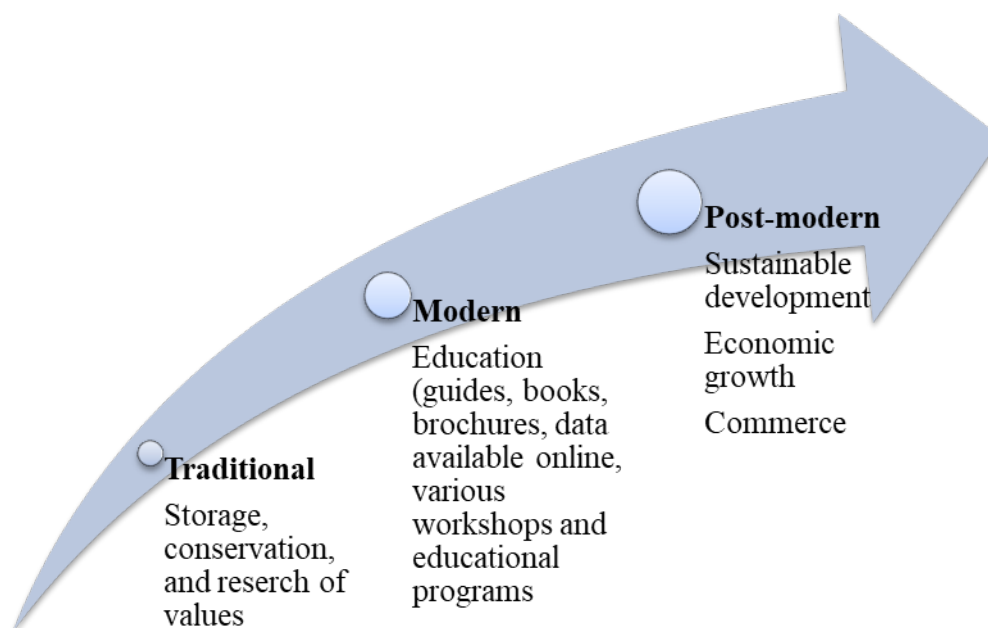 Traditional
Storage,
conservation,
and reserch of
values
Modern
Education
(guides, books,
brochures, data
available online,
various
workshops and
educational
programs
Post-modern
Sustainable
development
Economic
growth
Commerce